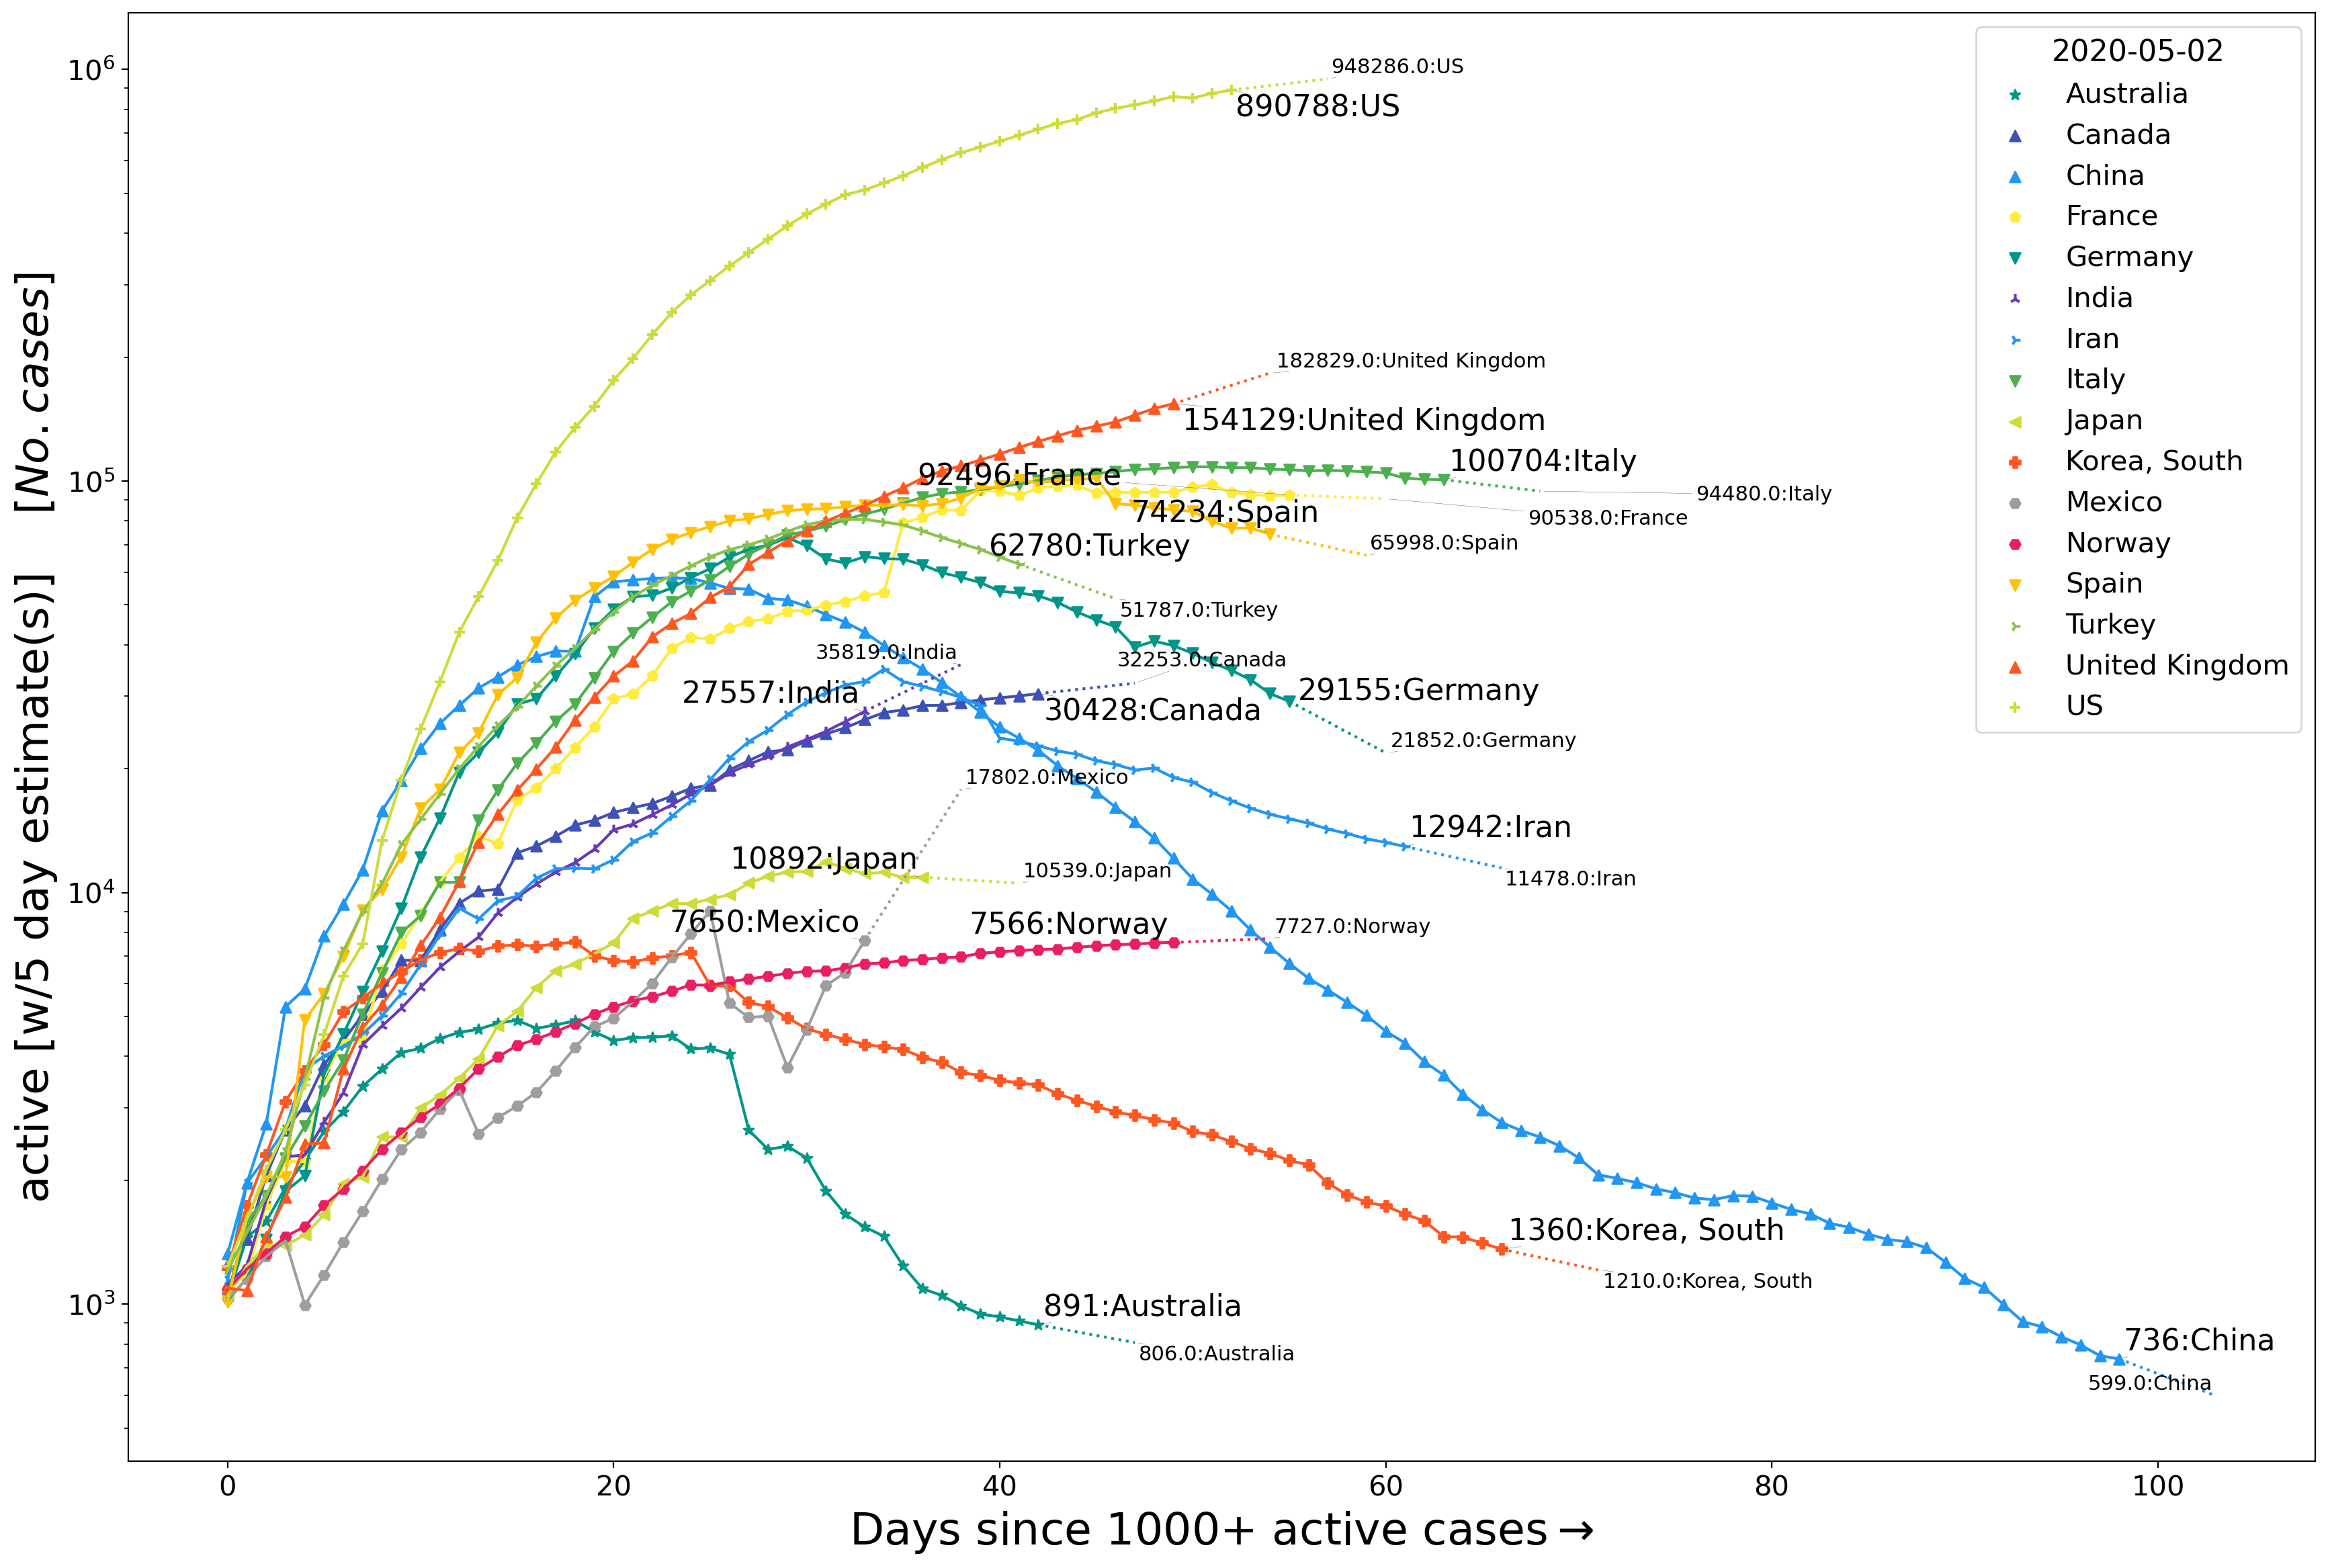 2020-05-02
Australia
Canada
China
France
Germany
India
Iran
Italy
Japan
Korea, South
Mexico
Norway
Spain
Turkey
United Kingdom
US
active [w/5 day estimate(s)] [No. cases]
10⁶
10⁵
10⁴
10³
948286.0:US
890788:US
182829.0:United Kingdom
154129:United Kingdom
100704:Italy
92496:France
94480.0:Italy
90538.0:France
74234:Spain
65998.0:Spain
62780:Turkey
51787.0:Turkey
35819.0:India
32253.0:Canada
27557:India
29155:Germany
30428:Canada
21852.0:Germany
17802.0:Mexico
12942:Iran
10892:Japan
10539.0:Japan
11478.0:Iran
7650:Mexico
7566:Norway
7727.0:Norway
1360:Korea, South
1210.0:Korea, South
891:Australia
806.0:Australia
736:China
599.0:China
0 20 40 60 80 100
Days since 1000+ active cases→